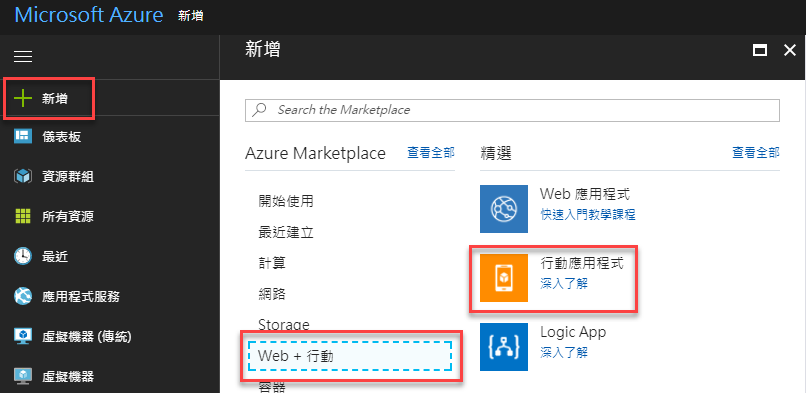 Microsoft Azure 新增
新增
新增
儀表板
資源群組
所有資源
最近
應用程式服務
虛擬機器 (傳統)
虛擬機器
Search the Marketplace
Azure Marketplace 查看全部
開始使用
最近建立
計算
網路
Storage
Web + 行動
容器
精選 查看全部
Web 應用程式
快速入門教學課程
行動應用程式
深入了解
Logic App
深入了解